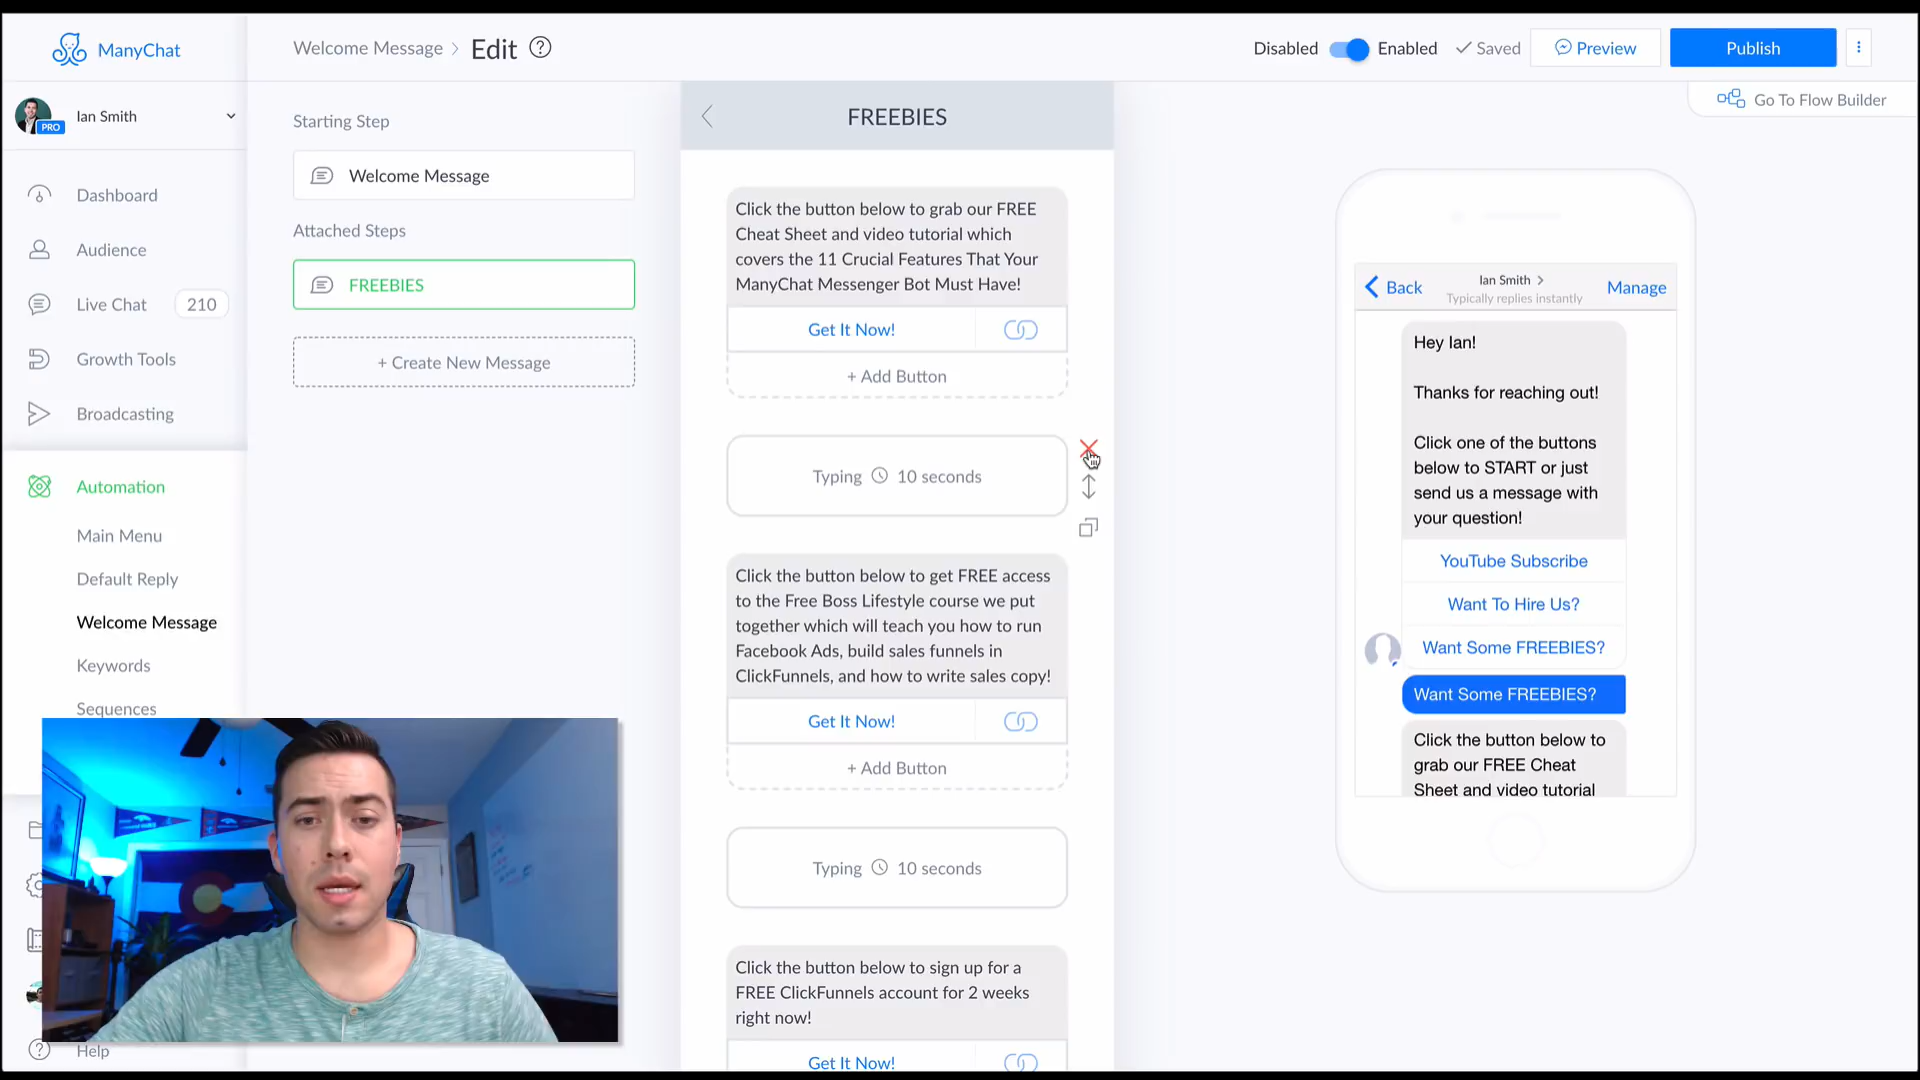 ManyChat
Ian Smith
PRO
Dashboard
Audience
Live Chat 210
Growth Tools
Broadcasting
Automation
Main Menu
Default Reply
Welcome Message
Keywords
Sequences
Help
Welcome Message > Edit ?
Disabled Enabled Saved Preview Publish
Go To Flow Builder
Starting Step
Welcome Message
Attached Steps
FREEBIES
+ Create New Message
FREEBIES
Click the button below to grab our FREE
Cheat Sheet and video tutorial which
covers the 11 Crucial Features That Your
ManyChat Messenger Bot Must Have!
Get It Now!
+ Add Button
Typing 10 seconds
Click the button below to get FREE access
to the Free Boss Lifestyle course we put
together which will teach you how to run
Facebook Ads, build sales funnels in
ClickFunnels, and how to write sales copy!
Get It Now!
+ Add Button
Typing 10 seconds
Click the button below to sign up for a
FREE ClickFunnels account for 2 weeks
right now!
Get It Now!
Back Ian Smith > Manage
Typically replies instantly
Hey Ian!
Thanks for reaching out!
Click one of the buttons
below to START or just
send us a message with
your question!
YouTube Subscribe
Want To Hire Us?
Want Some FREEBIES?
Want Some FREEBIES?
Click the button below to
grab our FREE Cheat
Sheet and video tutorial